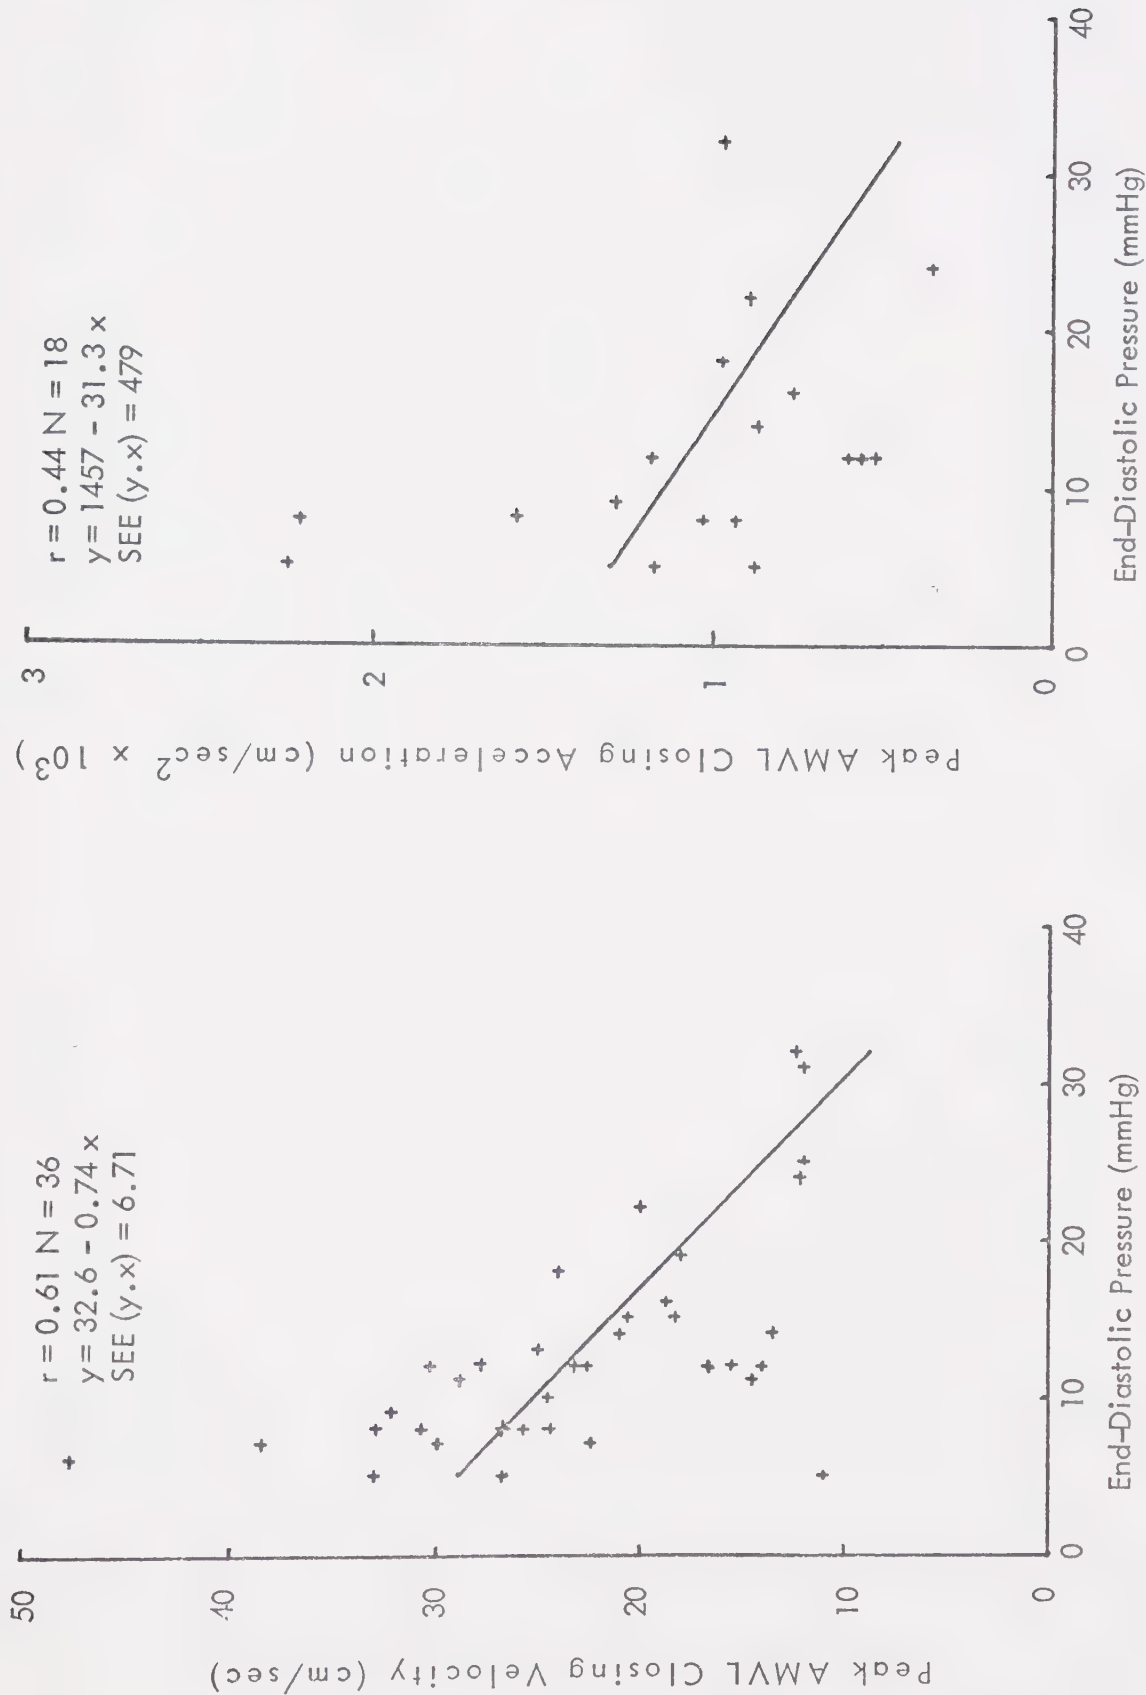 r = 0.61 N = 36
y = 32.6 - 0.74 x
SEE (y.x) = 6.71
50
40
30
20
10
0
Peak AMVL Closing Velocity (cm/sec)
0
10
20
30
40
End-Diastolic Pressure (mmHg)
r = 0.44 N = 18
y = 1457 - 31.3 x
SEE (y.x) = 479
3
2
1
0
Peak AMVL Closing Acceleration (cm/sec² x 10³)
0
10
20
30
40
End-Diastolic Pressure (mmHg)